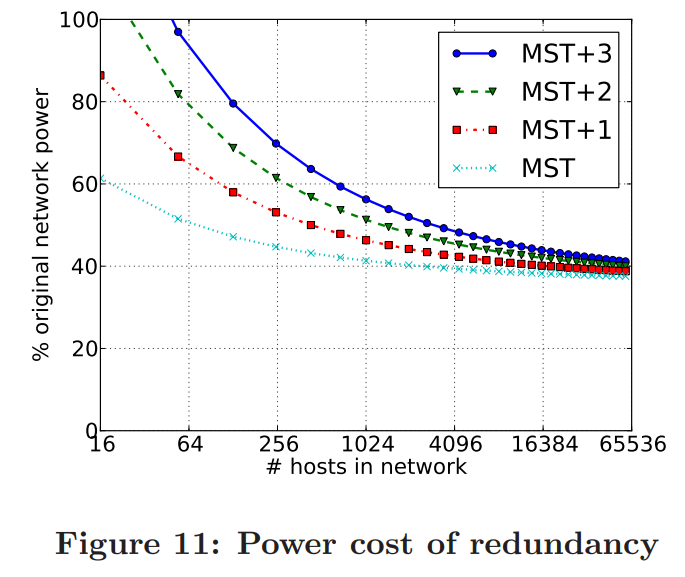 100
80
60
40
20
0
% original network power
MST+3
MST+2
MST+1
MST
16 64 256 1024 4096 16384 65536
# hosts in network
Figure 11: Power cost of redundancy